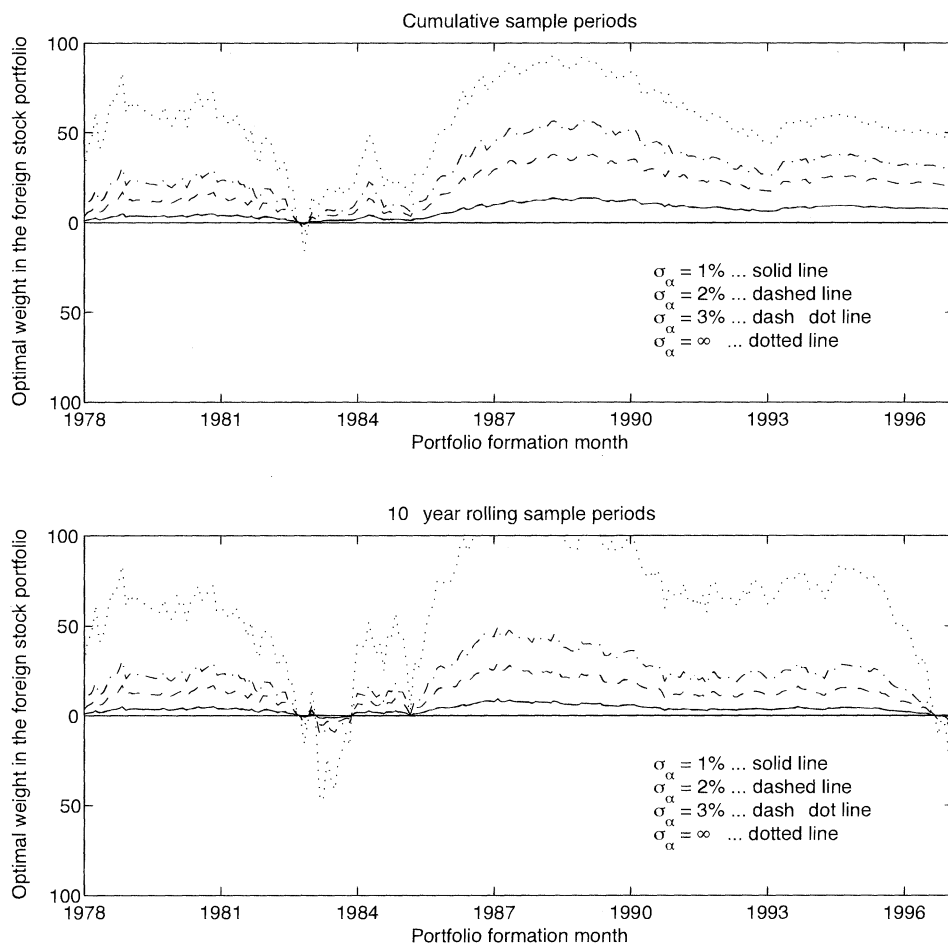 Cumulative sample periods
Optimal weight in the foreign stock portfolio
100
50
0
50
100
σα = 1% ... solid line
σα = 2% ... dashed line
σα = 3% ... dash dot line
σα = ∞ ... dotted line
1978 1981 1984 1987 1990 1993 1996
Portfolio formation month
10 year rolling sample periods
Optimal weight in the foreign stock portfolio
100
50
0
50
100
σα = 1% ... solid line
σα = 2% ... dashed line
σα = 3% ... dash dot line
σα = ∞ ... dotted line
1978 1981 1984 1987 1990 1993 1996
Portfolio formation month